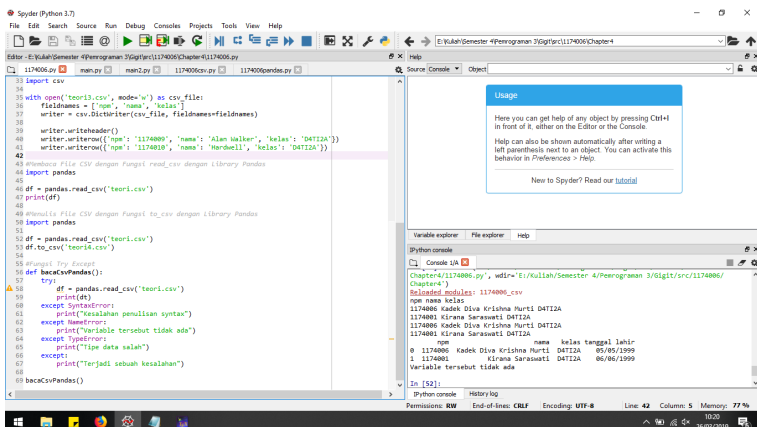 Spyder (Python 3.7)
File Edit Search Source Run Debug Consoles Projects Tools View Help
E:\Kuliah\Semester 4\Pemrograman 3\Gigit\src\1174006\Chapter4
Editor - E:\Kuliah\Semester 4\Pemrograman 3\Gigit\src\1174006\Chapter4\1174006.py
1174006.py main.py main2.py 1174006csv.py 1174006pandas.py
33 import csv
34
35 with open('teori3.csv', mode='w') as csv_file:
36 fieldnames = ['npm', 'nama', 'kelas']
37 writer = csv.DictWriter(csv_file, fieldnames=fieldnames)
38
39 writer.writeheader()
40 writer.writerow({'npm': '1174009', 'nama': 'Alan Walker', 'kelas': 'D4TI2A'})
41 writer.writerow({'npm': '1174010', 'nama': 'Hardwell', 'kelas': 'D4TI2A'})
42
43 #Membaca File CSV dengan Fungsi read_csv dengan Library Pandas
44 import pandas
45
46 df = pandas.read_csv('teori.csv')
47 print(df)
48
49 #Menulis File CSV dengan Fungsi to_csv dengan Library Pandas
50 import pandas
51
52 df = pandas.read_csv('teori.csv')
53 df.to_csv('teori4.csv')
54
55 #Fungsi Try Except
56 def bacaCsvPandas():
57 try:
58 df = pandas.read_csv('teori.csv')
59 print(dt)
60 except SyntaxError:
61 print("Kesalahan penulisan syntax")
62 except NameError:
63 print("Variable tersebut tidak ada")
64 except TypeError:
65 print("Tipe data salah")
66 except:
67 print("Terjadi sebuah kesalahan")
68
69 bacaCsvPandas()
Help
Source Console Object
Usage
Here you can get help of any object by pressing Ctrl+I
in front of it, either on the Editor or the Console.
Help can also be shown automatically after writing a
left parenthesis next to an object. You can activate this
behavior in Preferences > Help.
New to Spyder? Read our tutorial
Variable explorer File explorer Help
IPython console
Console 1/A
Chapter4/1174006.py', wdir='E:/Kuliah/Semester 4/Pemrograman 3/Gigit/src/1174006/
Chapter4')
Reloaded modules: 1174006_csv
npm nama kelas
1174006 Kadek Diva Krishna Murti D4TI2A
1174001 Kirana Saraswati D4TI2A
1174006 Kadek Diva Krishna Murti D4TI2A
1174001 Kirana Saraswati D4TI2A
npm nama kelas tanggal lahir
0 1174006 Kadek Diva Krishna Murti D4TI2A 05/05/1999
1 1174001 Kirana Saraswati D4TI2A 06/06/1999
Variable tersebut tidak ada
In [52]:
IPython console History log
Permissions: RW End-of-lines: CRLF Encoding: UTF-8 Line: 42 Column: 5 Memory: 77 %
10:20
26/03/2019